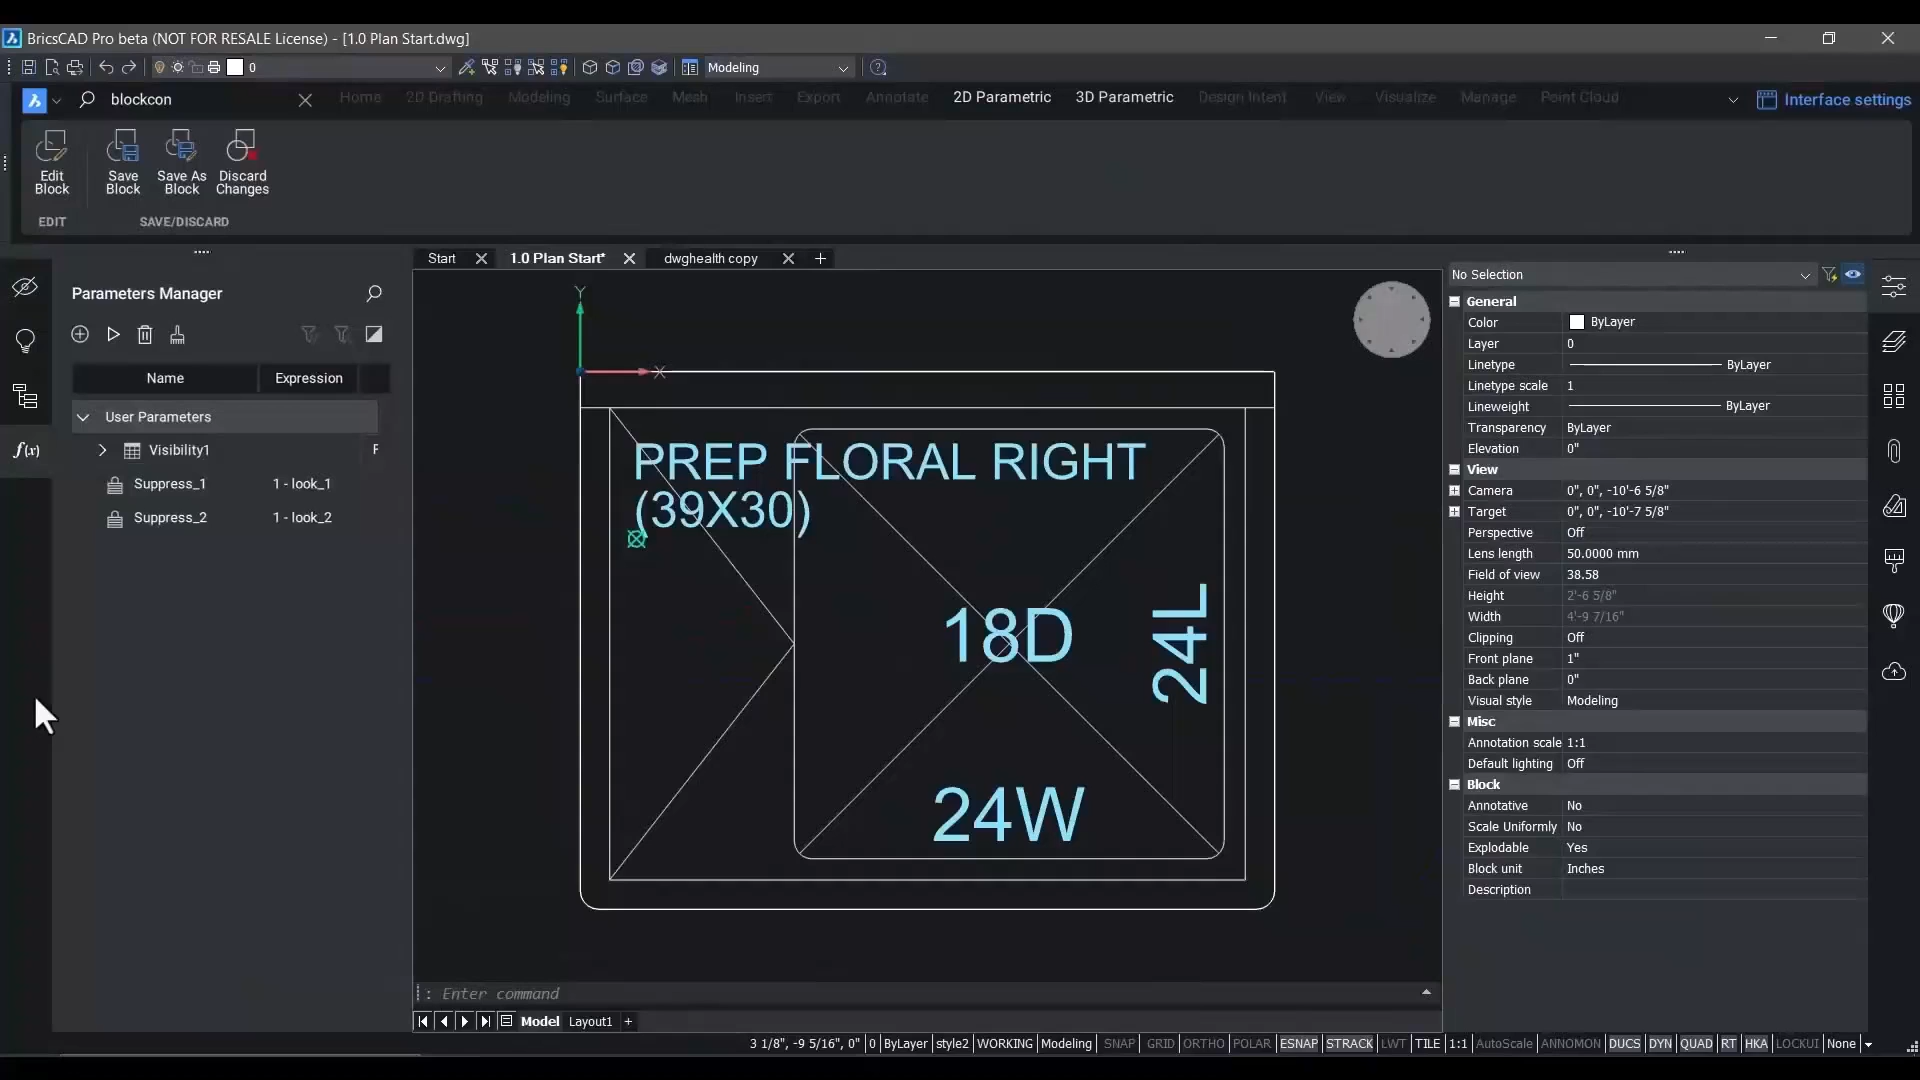 BricsCAD Pro beta (NOT FOR RESALE License) - [1.0 Plan Start.dwg]
0
Modeling
blockcon
Home 2D Drafting Modeling Surface Mesh Insert Export Annotate 2D Parametric 3D Parametric Design Intent View Visualize Manage Point Cloud
Interface settings
Edit Block
Save Block
Save As Block
Discard Changes
EDIT
SAVE/DISCARD
Start
1.0 Plan Start*
dwghealth copy
Parameters Manager
Name Expression
User Parameters
Visibility1 F
Suppress_1 1 - look_1
Suppress_2 1 - look_2
Y
X
PREP FLORAL RIGHT
(39X30)
18D
24L
24W
: Enter command
Model Layout1 +
No Selection
General
Color ByLayer
Layer 0
Linetype ByLayer
Linetype scale 1
Lineweight ByLayer
Transparency ByLayer
Elevation 0"
View
Camera 0", 0", -10'-6 5/8"
Target 0", 0", -10'-7 5/8"
Perspective Off
Lens length 50.0000 mm
Field of view 38.58
Height 2'-6 5/8"
Width 4'-9 7/16"
Clipping Off
Front plane 1"
Back plane 0"
Visual style Modeling
Misc
Annotation scale 1:1
Default lighting Off
Block
Annotative No
Scale Uniformly No
Explodable Yes
Block unit Inches
Description
f(x)
3 1/8", -9 5/16", 0" 0 ByLayer style2 WORKING Modeling SNAP GRID ORTHO POLAR ESNAP STRACK LWT TILE 1:1 AutoScale ANNOMON DUCS DYN QUAD RT HKA LOCKUI None